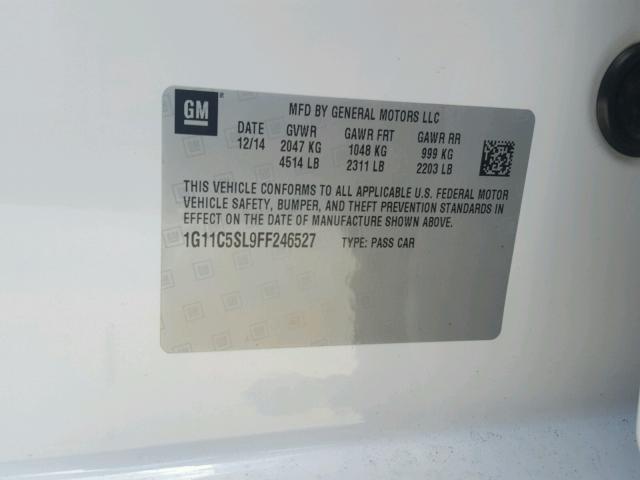 GM
MFD BY GENERAL MOTORS LLC
DATE GVWR GAWR FRT GAWR RR
12/14 2047 KG 1048 KG 999 KG
4514 LB 2311 LB 2203 LB
THIS VEHICLE CONFORMS TO ALL APPLICABLE U.S. FEDERAL MOTOR
VEHICLE SAFETY, BUMPER, AND THEFT PREVENTION STANDARDS IN
EFFECT ON THE DATE OF MANUFACTURE SHOWN ABOVE.
1G11C5SL9FF246527 TYPE: PASS CAR